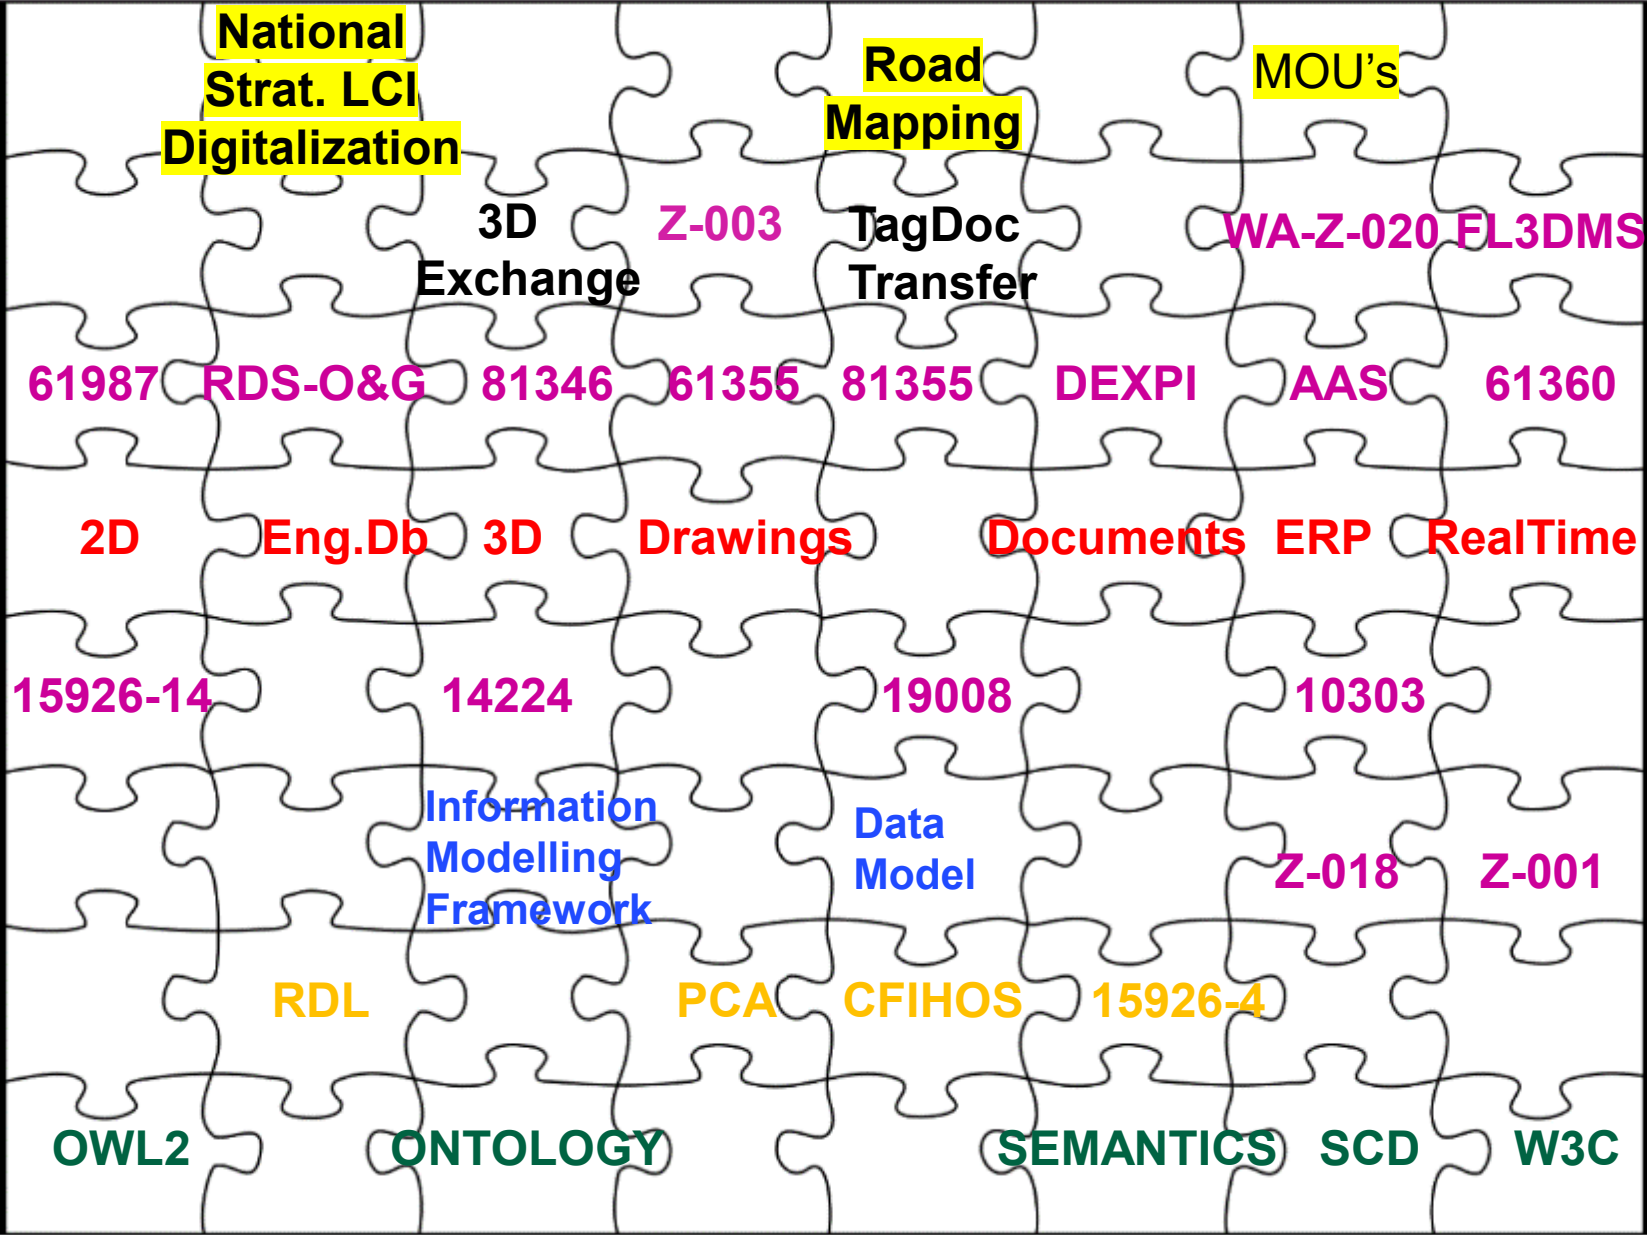 National
Strat. LCI
Digitalization
Road
Mapping
MOU's
3D
Exchange
Z-003
TagDoc
Transfer
WA-Z-020 FL3DMS
61987 RDS-O&G 81346 61355 81355 DEXPI AAS 61360
2D Eng.Db 3D Drawings Documents ERP RealTime
15926-14 14224 19008 10303
Information
Modelling
Framework
Data
Model
Z-018 Z-001
RDL PCA CFIHOS 15926-4
OWL2 ONTOLOGY SEMANTICS SCD W3C